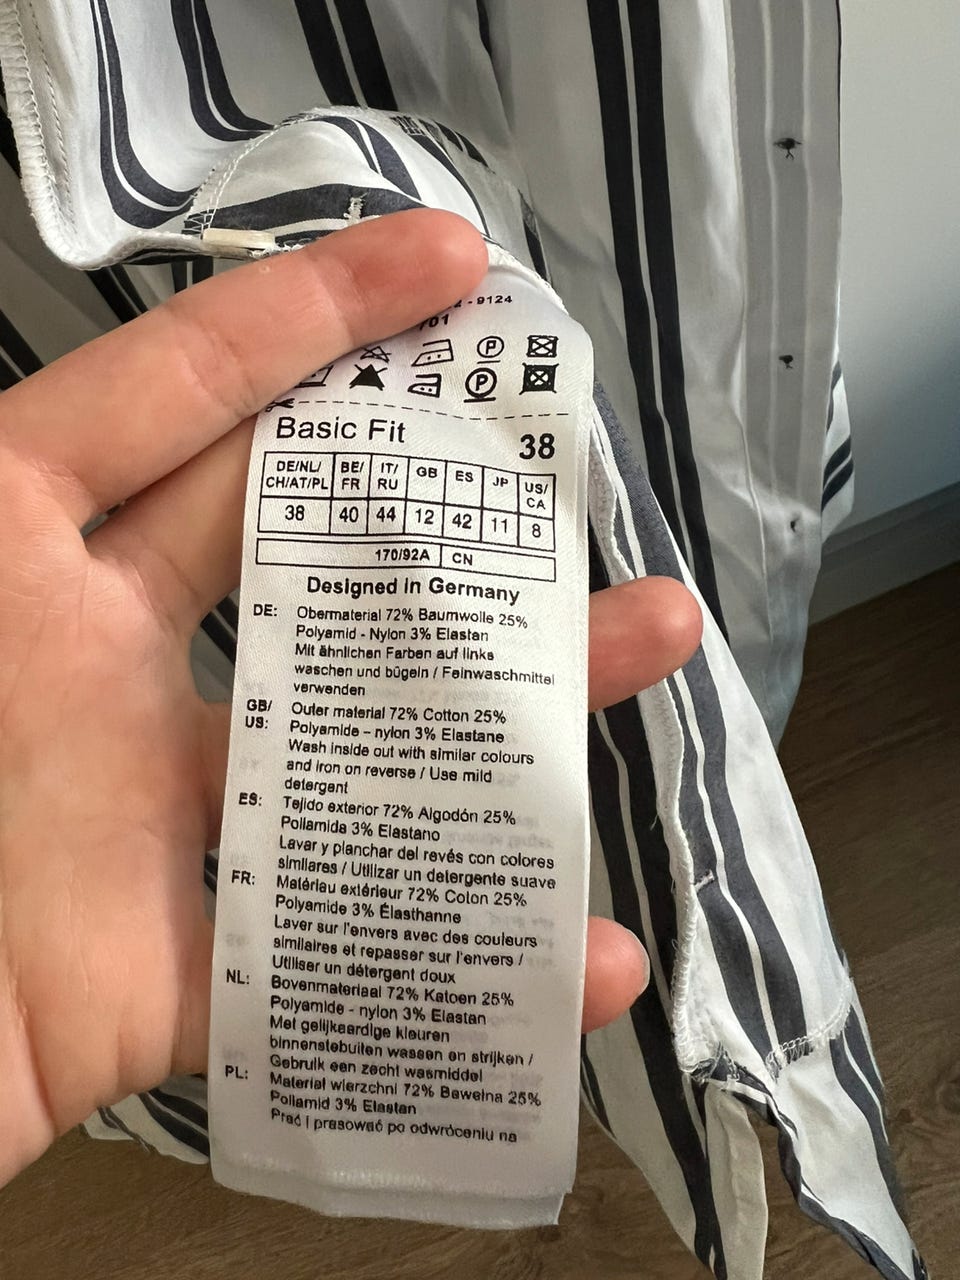 - 9124
701
P
P
Basic Fit 38
DE/NL/ CH/AT/PL BE/ FR IT/ RU GB ES JP US/ CA
38 40 44 12 42 11 8
170/92A CN
Designed in Germany
DE: Obermaterial 72% Baumwolle 25%
Polyamid - Nylon 3% Elastan
Mit ähnlichen Farben auf links
waschen und bügeln / Feinwaschmittel
verwenden
GB/ US: Outer material 72% Cotton 25%
Polyamide – nylon 3% Elastane
Wash inside out with similar colours
and iron on reverse / Use mild
detergent
ES: Tejido exterior 72% Algodón 25%
Poliamida 3% Elastano
Lavar y planchar del revés con colores
similares / Utilizar un detergente suave
FR: Matériau extérieur 72% Coton 25%
Polyamide 3% Élasthanne
Laver sur l'envers avec des couleurs
similaires et repasser sur l'envers /
Utiliser un détergent doux
NL: Bovenmateriaal 72% Katoen 25%
Polyamide - nylon 3% Elastan
Met gelijkaardige kleuren
binnenstebuiten wassen en strijken /
Gebruik een zacht wasmiddel
PL: Materiał wierzchni 72% Bawełna 25%
Poliamid 3% Elastan
Prać i prasować po odwróceniu na